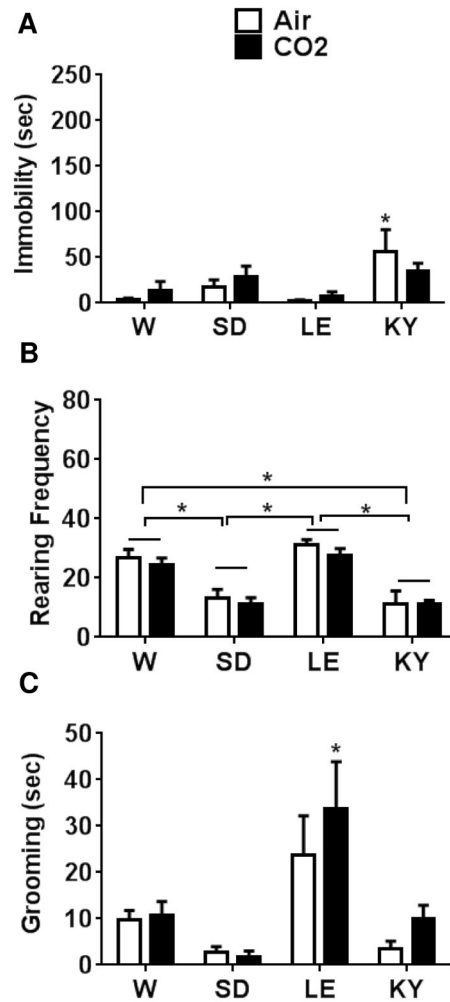 A
Air
CO2
Immobility (sec)
250
200
150
100
50
0
*
W SD LE KY
B
Rearing Frequency
80
60
40
20
0
*
* * *
W SD LE KY
C
Grooming (sec)
50
40
30
20
10
0
*
W SD LE KY